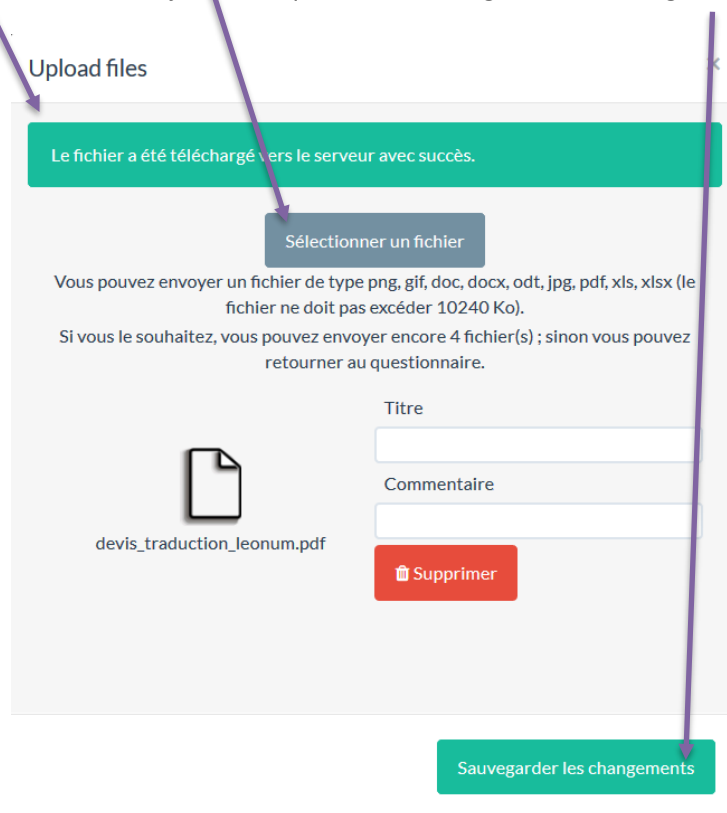 Upload files
×
Le fichier a été téléchargé vers le serveur avec succès.
Sélectionner un fichier
Vous pouvez envoyer un fichier de type png, gif, doc, docx, odt, jpg, pdf, xls, xlsx (le
fichier ne doit pas excéder 10240 Ko).
Si vous le souhaitez, vous pouvez envoyer encore 4 fichier(s) ; sinon vous pouvez
retourner au questionnaire.
Titre
Commentaire
devis_traduction_leonum.pdf
Supprimer
Sauvegarder les changements